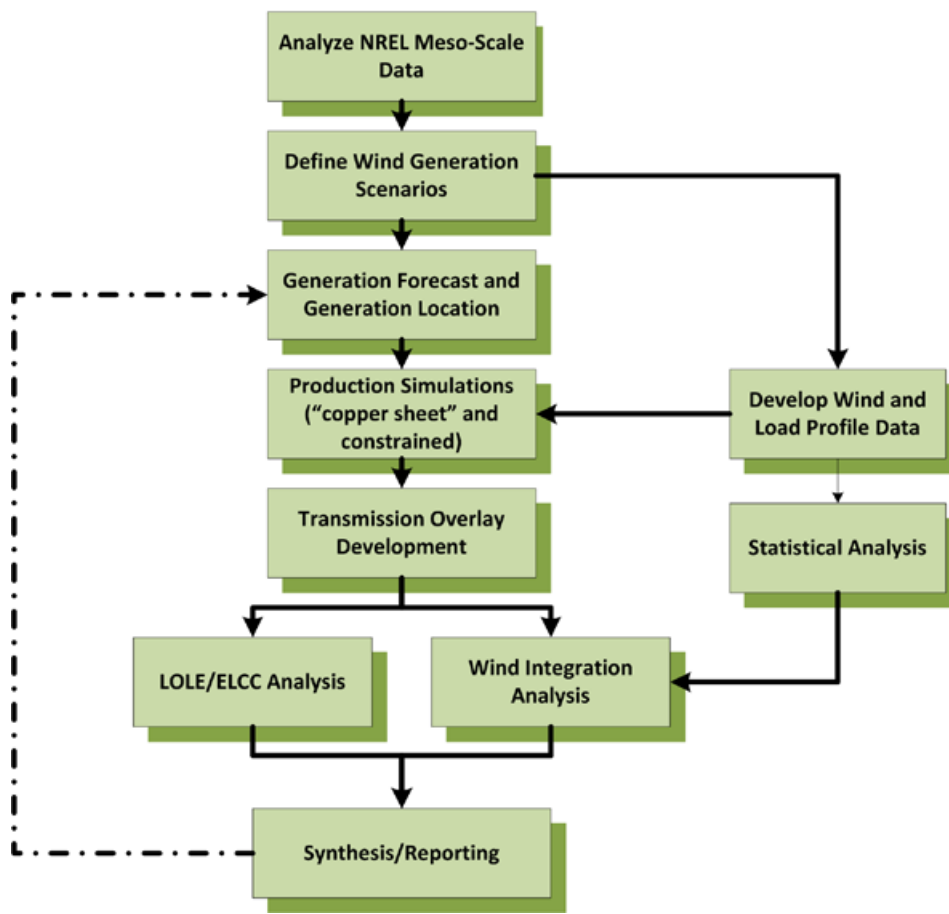 Analyze NREL Meso-Scale
Data
Define Wind Generation
Scenarios
Generation Forecast and
Generation Location
Production Simulations
(“copper sheet” and
constrained)
Develop Wind and
Load Profile Data
Transmission Overlay
Development
Statistical Analysis
LOLE/ELCC Analysis
Wind Integration
Analysis
Synthesis/Reporting